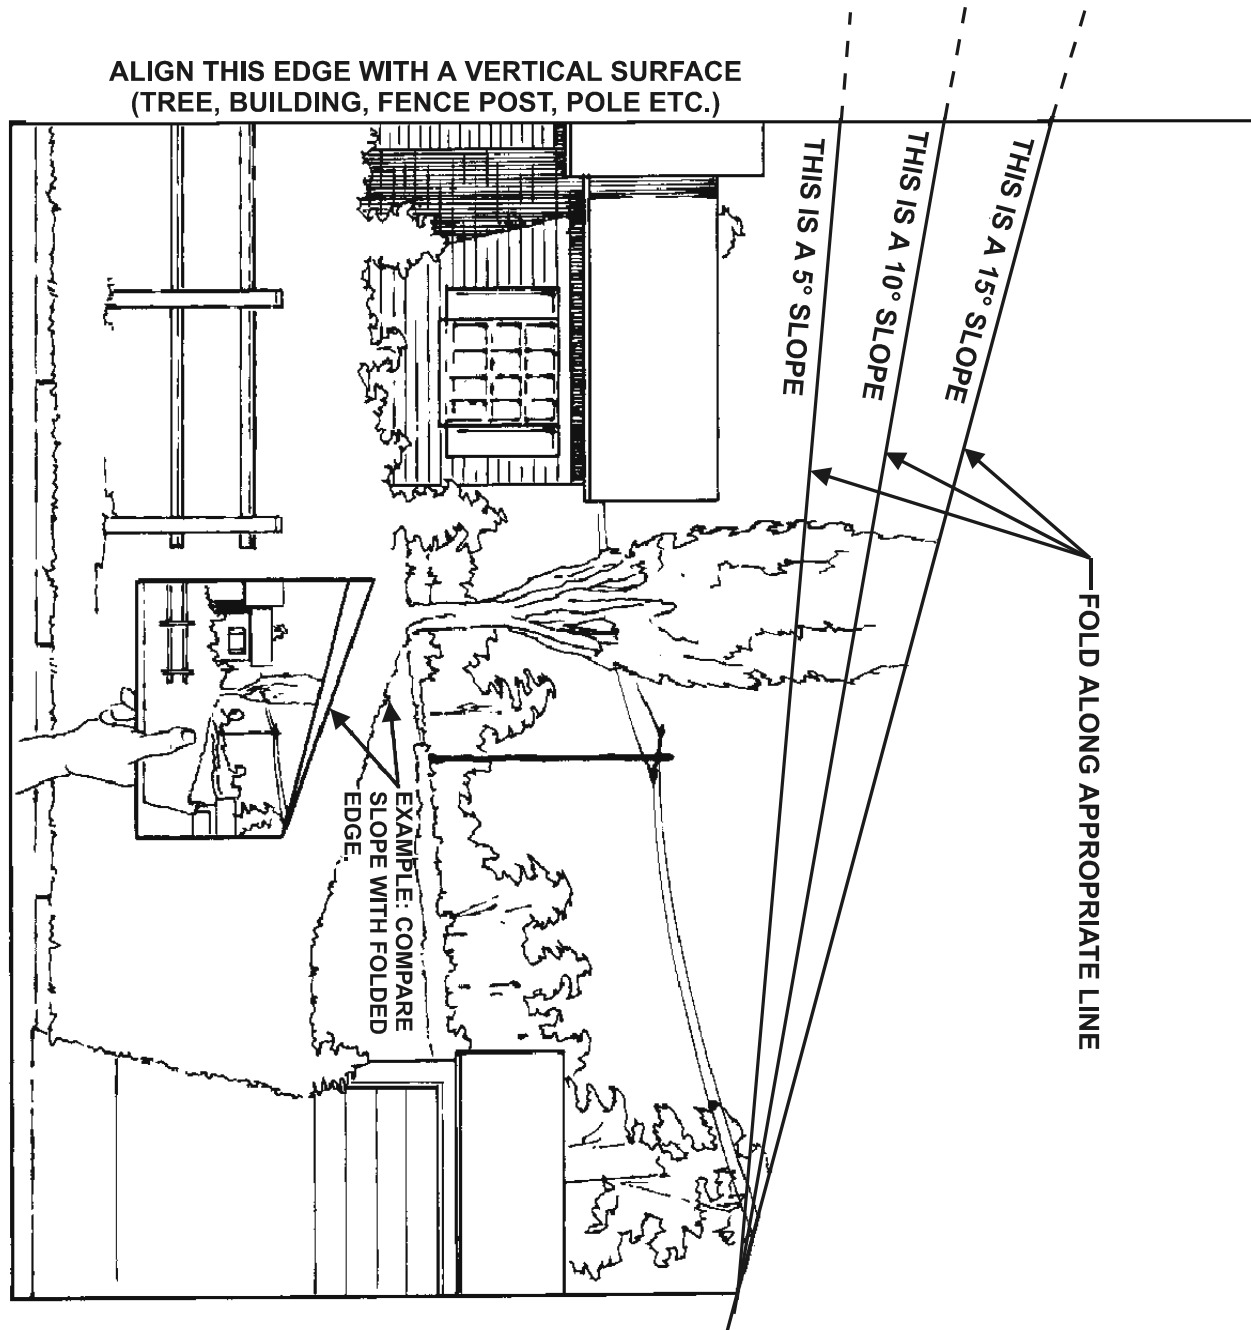 ALIGN THIS EDGE WITH A VERTICAL SURFACE
(TREE, BUILDING, FENCE POST, POLE ETC.)
THIS IS A 5° SLOPE
THIS IS A 10° SLOPE
THIS IS A 15° SLOPE
FOLD ALONG APPROPRIATE LINE
EXAMPLE: COMPARE
SLOPE WITH FOLDED
EDGE.